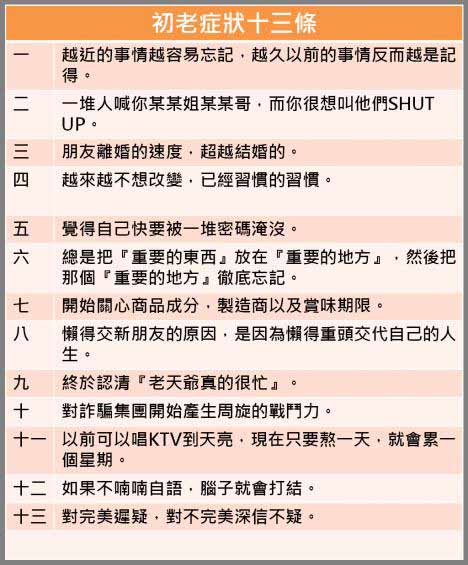 初老症狀十三條
一 越近的事情越容易忘記，越久以前的事情反而越是記
得。
二 一堆人喊你某某姐某某哥，而你很想叫他們SHUT
UP。
三 朋友離婚的速度，超越結婚的。
四 越來越不想改變，已經習慣的習慣。
五 覺得自己快要被一堆密碼淹沒。
六 總是把『重要的東西』放在『重要的地方』，然後把
那個『重要的地方』徹底忘記。
七 開始關心商品成分，製造商以及賞味期限。
八 懶得交新朋友的原因，是因為懶得重頭交代自己的人
生。
九 終於認清『老天爺真的很忙』。
十 對詐騙集團開始產生周旋的戰鬥力。
十一 以前可以唱KTV到天亮，現在只要熬一天，就會累一
個星期。
十二 如果不喃喃自語，腦子就會打結。
十三 對完美遲疑，對不完美深信不疑。